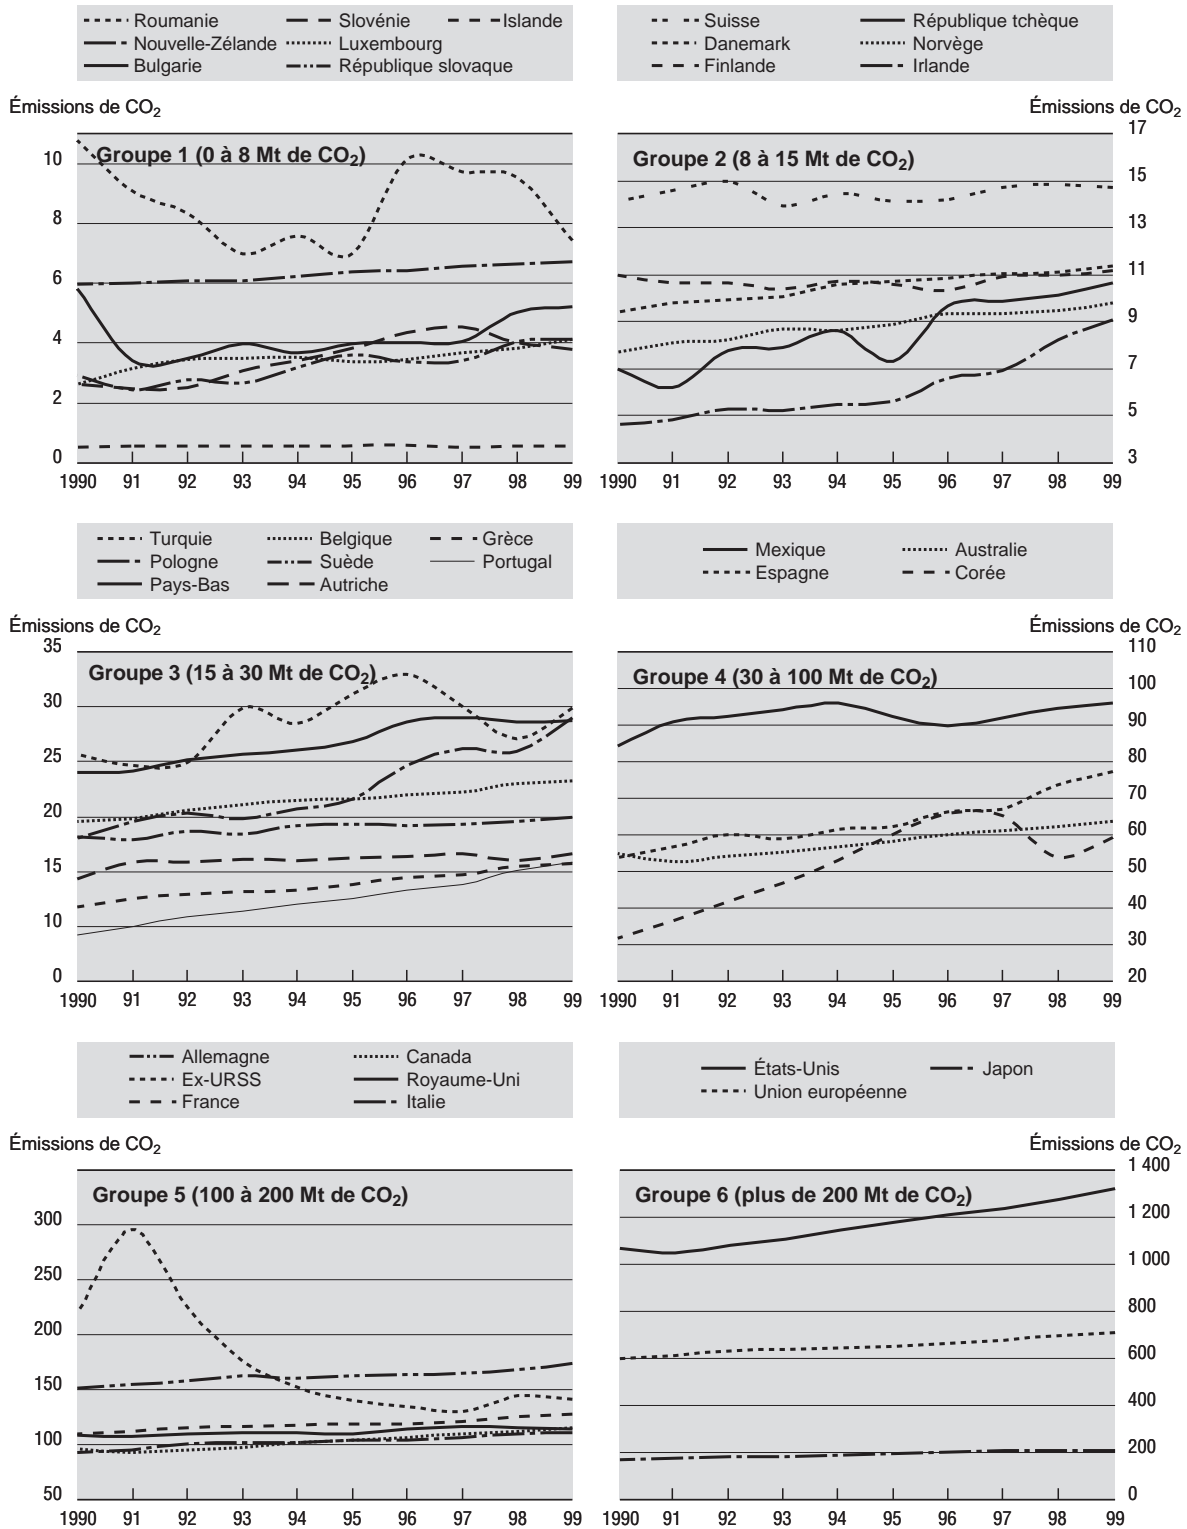 Roumanie Slovénie Islande
Nouvelle-Zélande Luxembourg
Bulgarie République slovaque
Suisse République tchèque
Danemark Norvège
Finlande Irlande
Émissions de CO2
Émissions de CO2
Groupe 1 (0 à 8 Mt de CO2)
10
8
6
4
2
0
1990 91 92 93 94 95 96 97 98 99
Groupe 2 (8 à 15 Mt de CO2)
17
15
13
11
9
7
5
3
1990 91 92 93 94 95 96 97 98 99
Turquie Belgique Grèce
Pologne Suède Portugal
Pays-Bas Autriche
Mexique Australie
Espagne Corée
Émissions de CO2
Émissions de CO2
Groupe 3 (15 à 30 Mt de CO2)
35
30
25
20
15
10
0
1990 91 92 93 94 95 96 97 98 99
Groupe 4 (30 à 100 Mt de CO2)
110
100
90
80
70
60
50
40
30
20
1990 91 92 93 94 95 96 97 98 99
Allemagne Canada
Ex-URSS Royaume-Uni
France Italie
États-Unis Japon
Union européenne
Émissions de CO2
Émissions de CO2
Groupe 5 (100 à 200 Mt de CO2)
300
250
200
150
100
50
1990 91 92 93 94 95 96 97 98 99
Groupe 6 (plus de 200 Mt de CO2)
1 400
1 200
1 000
800
600
400
200
0
1990 91 92 93 94 95 96 97 98 99